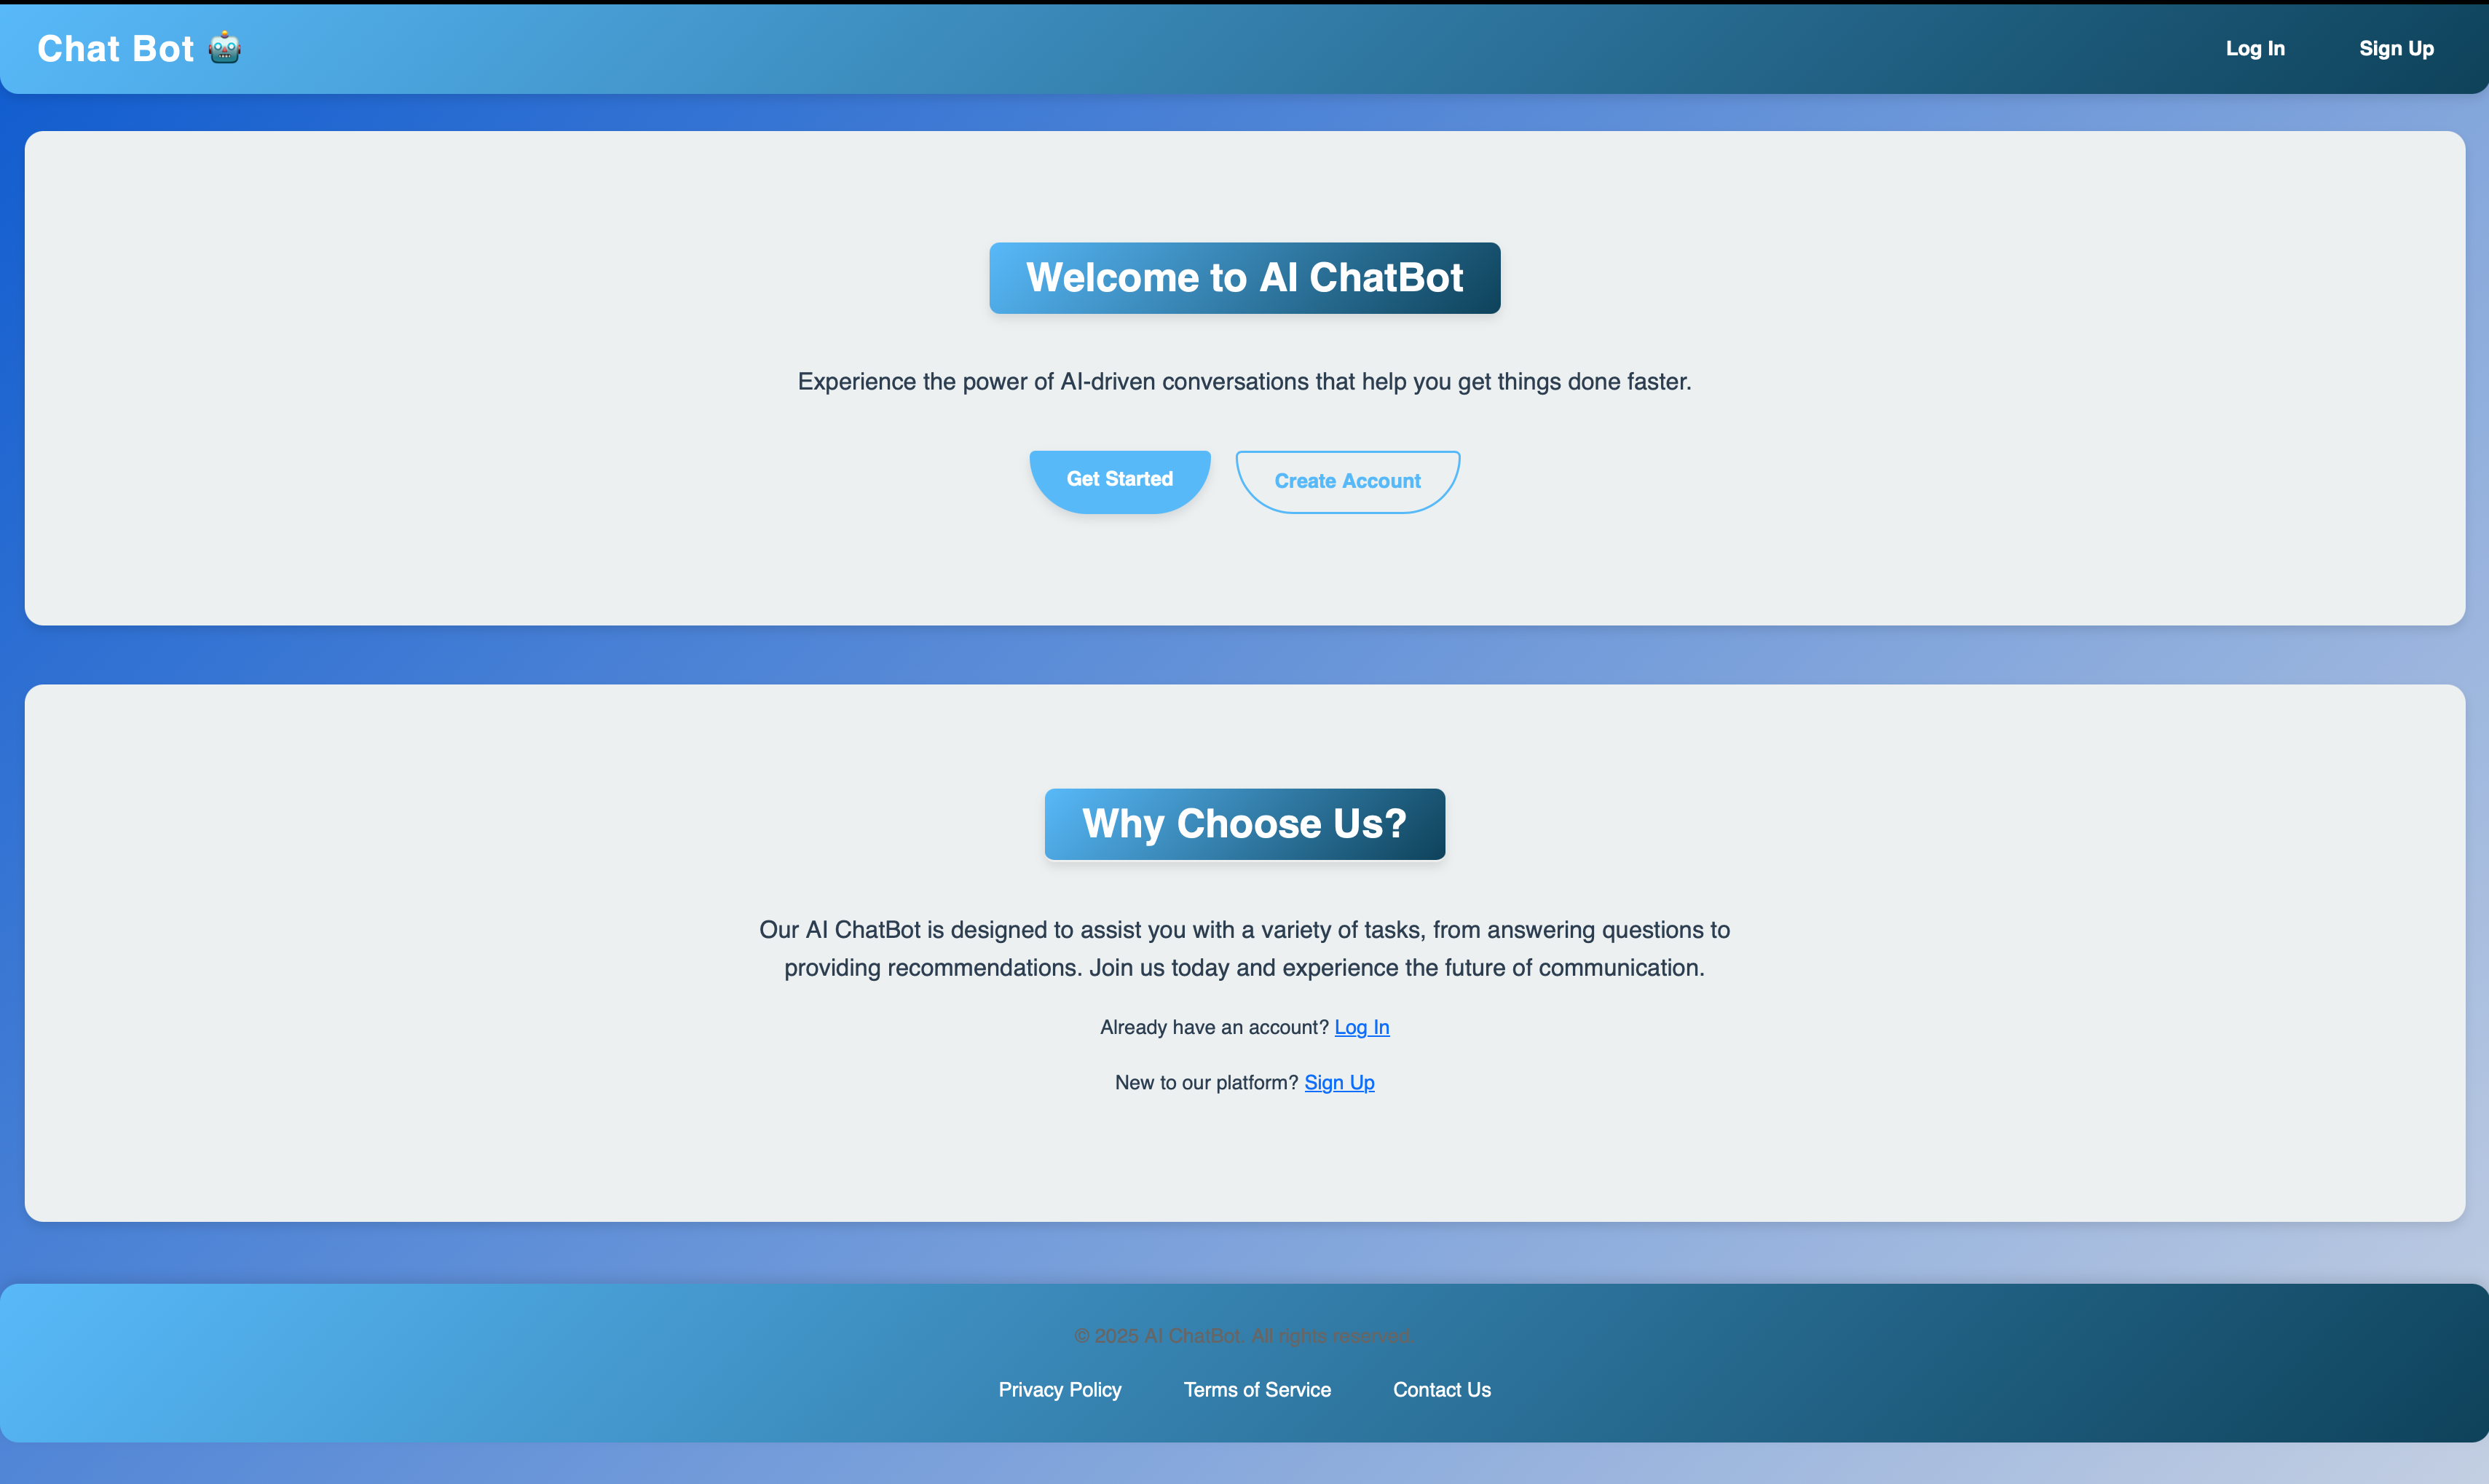 Chat Bot 🤖
Log In
Sign Up
Welcome to AI ChatBot
Experience the power of AI-driven conversations that help you get things done faster.
Get Started
Create Account
Why Choose Us?
Our AI ChatBot is designed to assist you with a variety of tasks, from answering questions to
providing recommendations. Join us today and experience the future of communication.
Already have an account? Log In
New to our platform? Sign Up
© 2025 AI ChatBot. All rights reserved.
Privacy Policy
Terms of Service
Contact Us